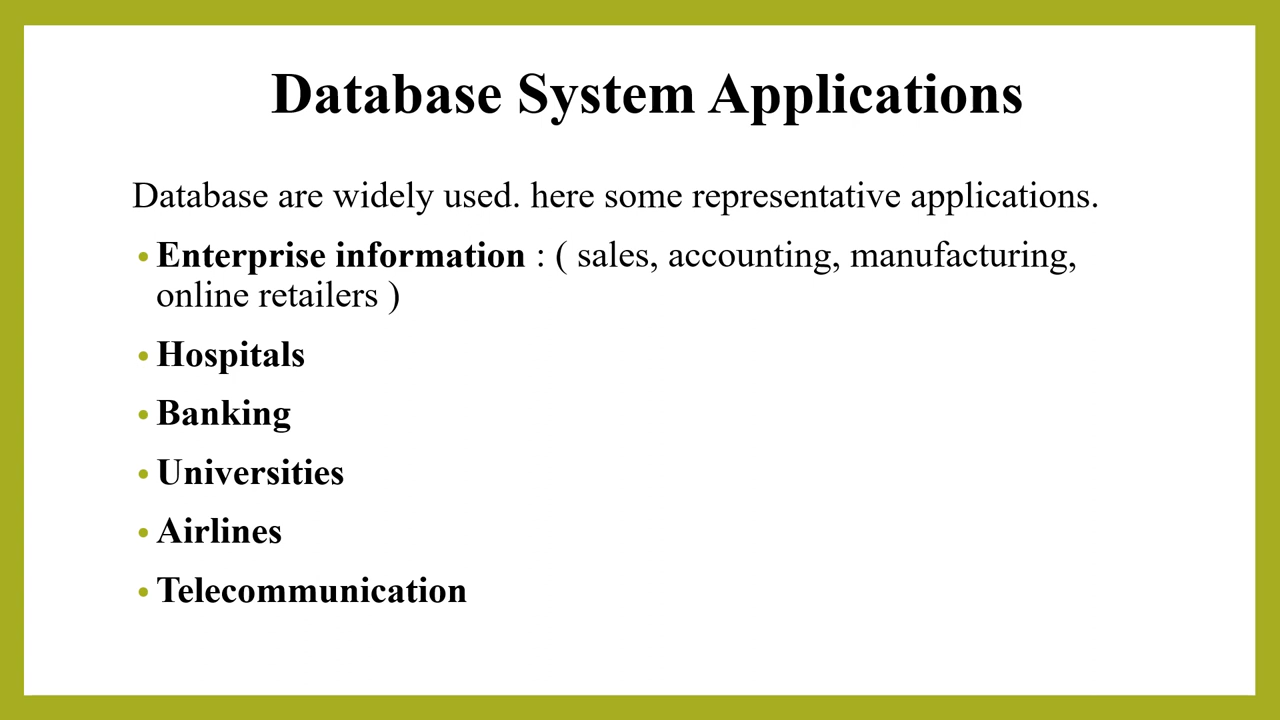 Database System Applications
Database are widely used. here some representative applications.
• Enterprise information : ( sales, accounting, manufacturing,
online retailers )
• Hospitals
• Banking
• Universities
• Airlines
• Telecommunication